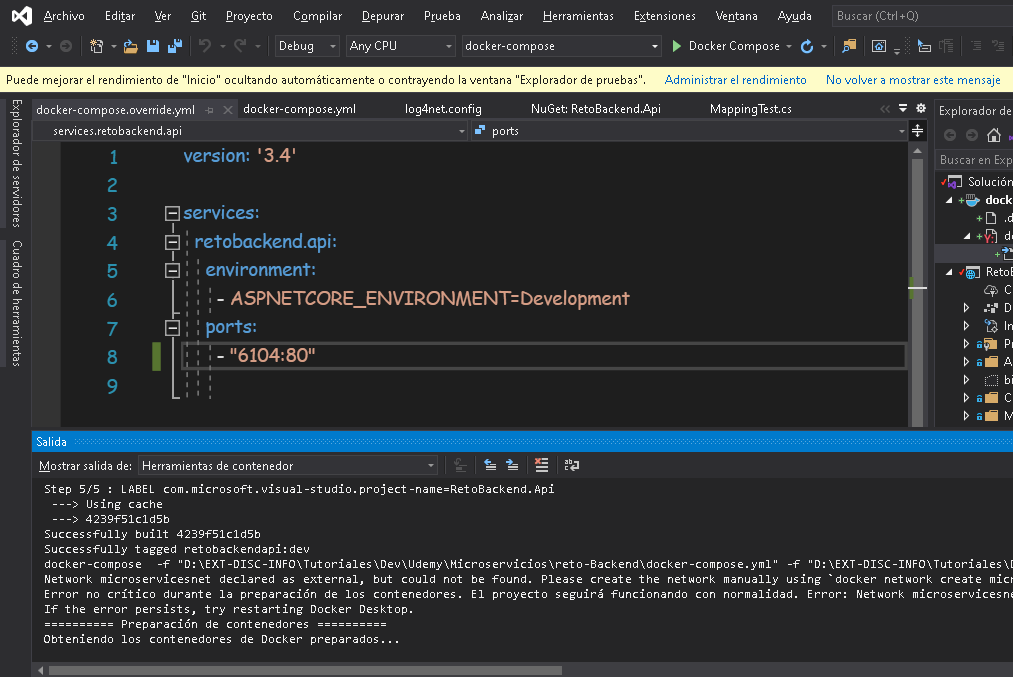 Archivo Editar Ver Git Proyecto Compilar Depurar Prueba Analizar Herramientas Extensiones Ventana Ayuda Buscar (Ctrl+Q)
Debug Any CPU docker-compose Docker Compose
Puede mejorar el rendimiento de "Inicio" ocultando automáticamente o contrayendo la ventana "Explorador de pruebas". Administrar el rendimiento No volver a mostrar este mensaje
Explorador de servidores
Cuadro de herramientas
docker-compose.override.yml docker-compose.yml log4net.config NuGet: RetoBackend.Api MappingTest.cs
services.retobackend.api ports
1 version: '3.4'
2
3 services:
4 retobackend.api:
5 environment:
6 - ASPNETCORE_ENVIRONMENT=Development
7 ports:
8 - "6104:80"
9
Explorador de
Buscar en Exp
Solución
dock
.d
do
RetoB
C
D
In
Pr
A
bi
C
M
Salida
Mostrar salida de: Herramientas de contenedor
Step 5/5 : LABEL com.microsoft.visual-studio.project-name=RetoBackend.Api
---> Using cache
---> 4239f51c1d5b
Successfully built 4239f51c1d5b
Successfully tagged retobackendapi:dev
docker-compose -f "D:\EXT-DISC-INFO\Tutoriales\Dev\Udemy\Microservicios\reto-Backend\docker-compose.yml" -f "D:\EXT-DISC-INFO\Tutoriales\D
Network microservicesnet declared as external, but could not be found. Please create the network manually using `docker network create micr
Error no crítico durante la preparación de los contenedores. El proyecto seguirá funcionando con normalidad. Error: Network microservicesne
If the error persists, try restarting Docker Desktop.
========== Preparación de contenedores ==========
Obteniendo los contenedores de Docker preparados...